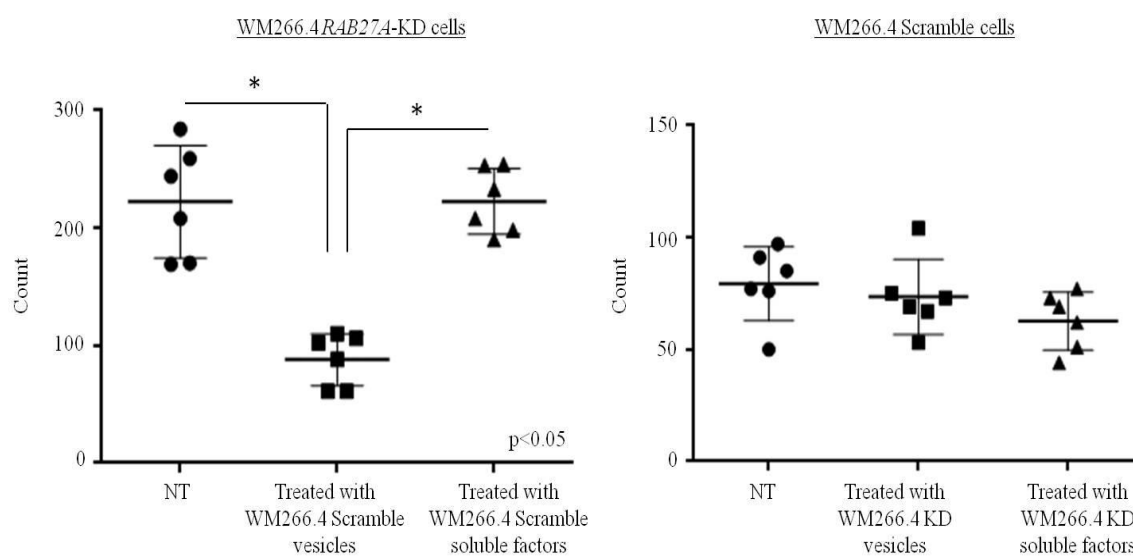 WM266.4 RAB27A-KD cells
*
*
300
200
100
0
Count
p<0.05
NT
Treated with
WM266.4 Scramble
vesicles
Treated with
WM266.4 Scramble
soluble factors
WM266.4 Scramble cells
150
100
50
0
Count
NT
Treated with
WM266.4 KD
vesicles
Treated with
WM266.4 KD
soluble factors